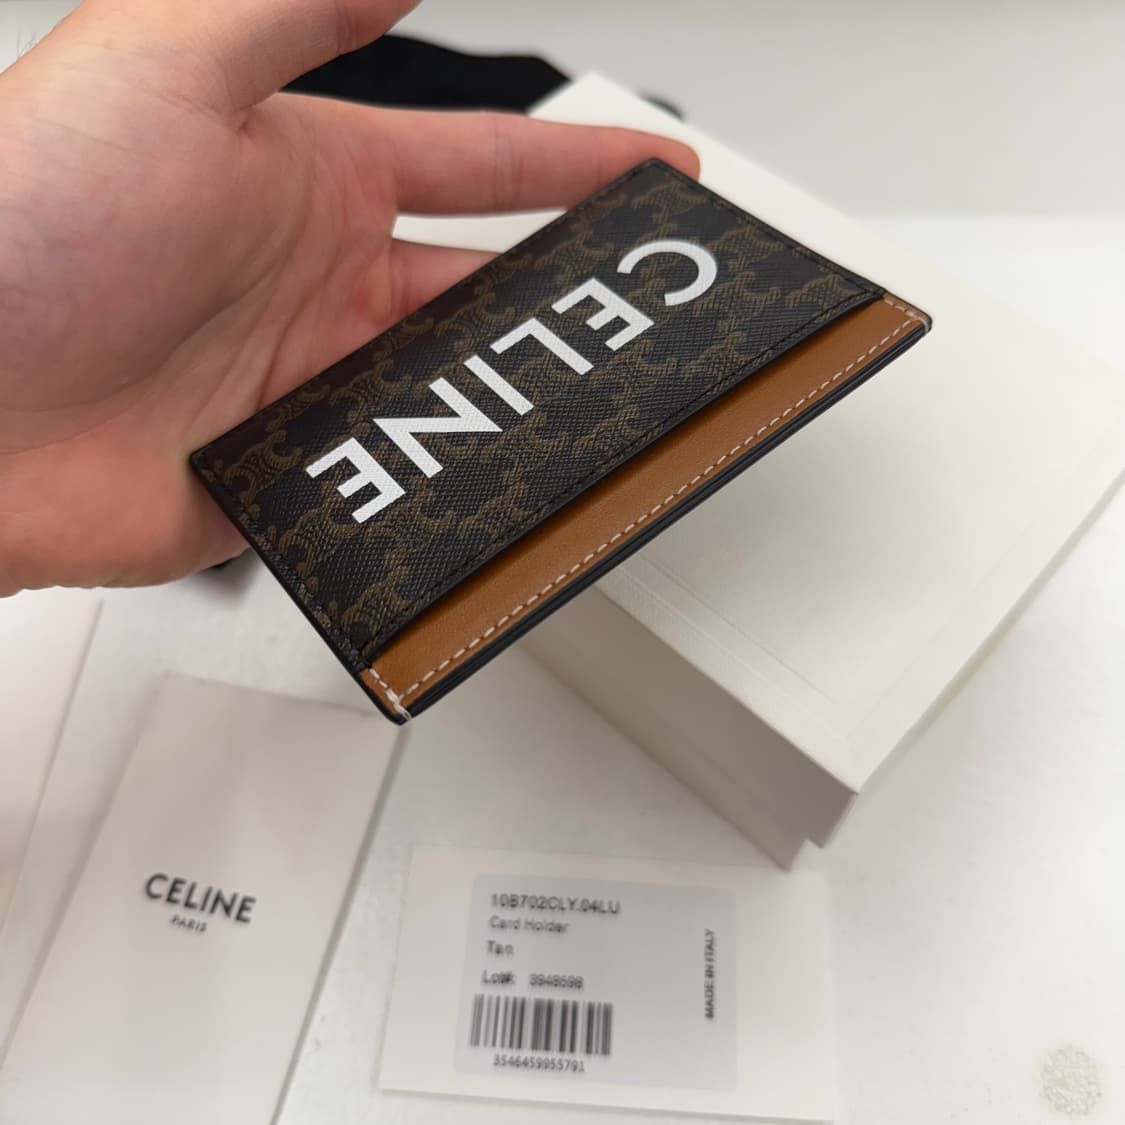 CELINE
CELINE
PARIS
10B702CLY.04LU
Card Holder
Tan
Lot#: 3948598
3546459955791
MADE IN ITALY